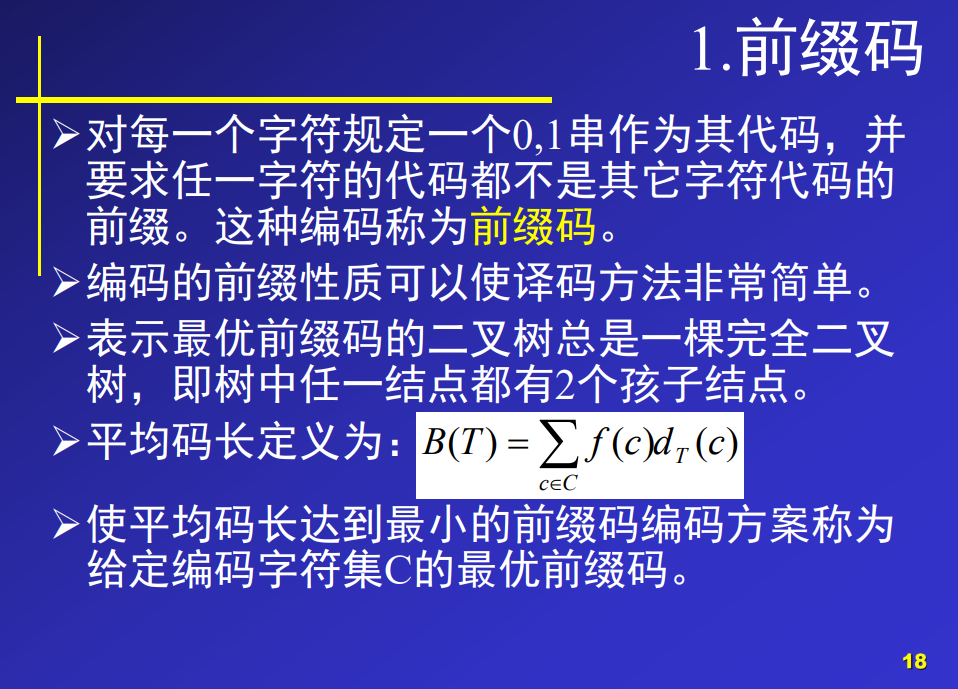 1.前缀码
➢对每一个字符规定一个0,1串作为其代码，并
要求任一字符的代码都不是其它字符代码的
前缀。这种编码称为前缀码。
➢编码的前缀性质可以使译码方法非常简单。
➢表示最优前缀码的二叉树总是一棵完全二叉
树，即树中任一结点都有2个孩子结点。
➢平均码长定义为：B(T) = ∑_{c∈C} f(c)d_T(c)
➢使平均码长达到最小的前缀码编码方案称为
给定编码字符集C的最优前缀码。
18